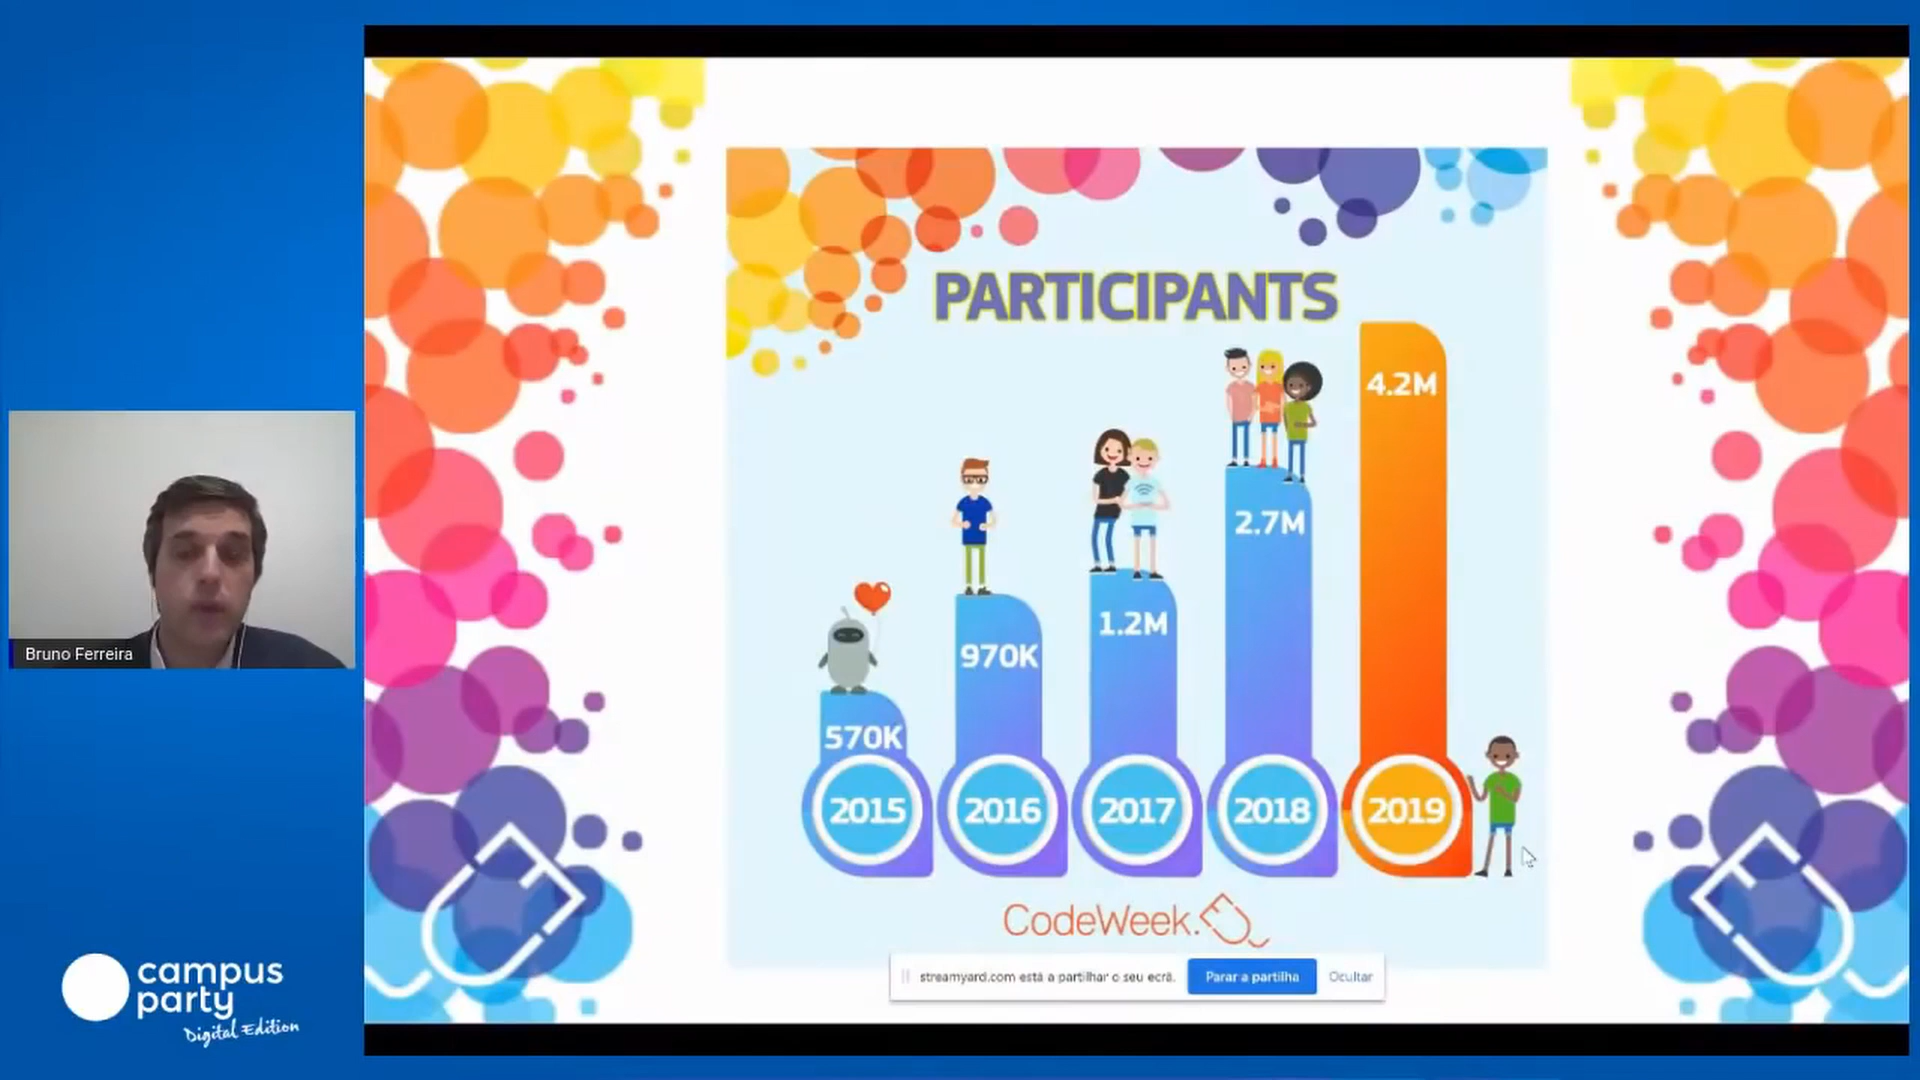 PARTICIPANTS
4.2M
2.7M
1.2M
970K
570K
2015
2016
2017
2018
2019
CodeWeek.EU
streamyard.com está a partilhar o seu ecrã.
Parar a partilha
Ocultar
Bruno Ferreira
campus
party
Digital Edition